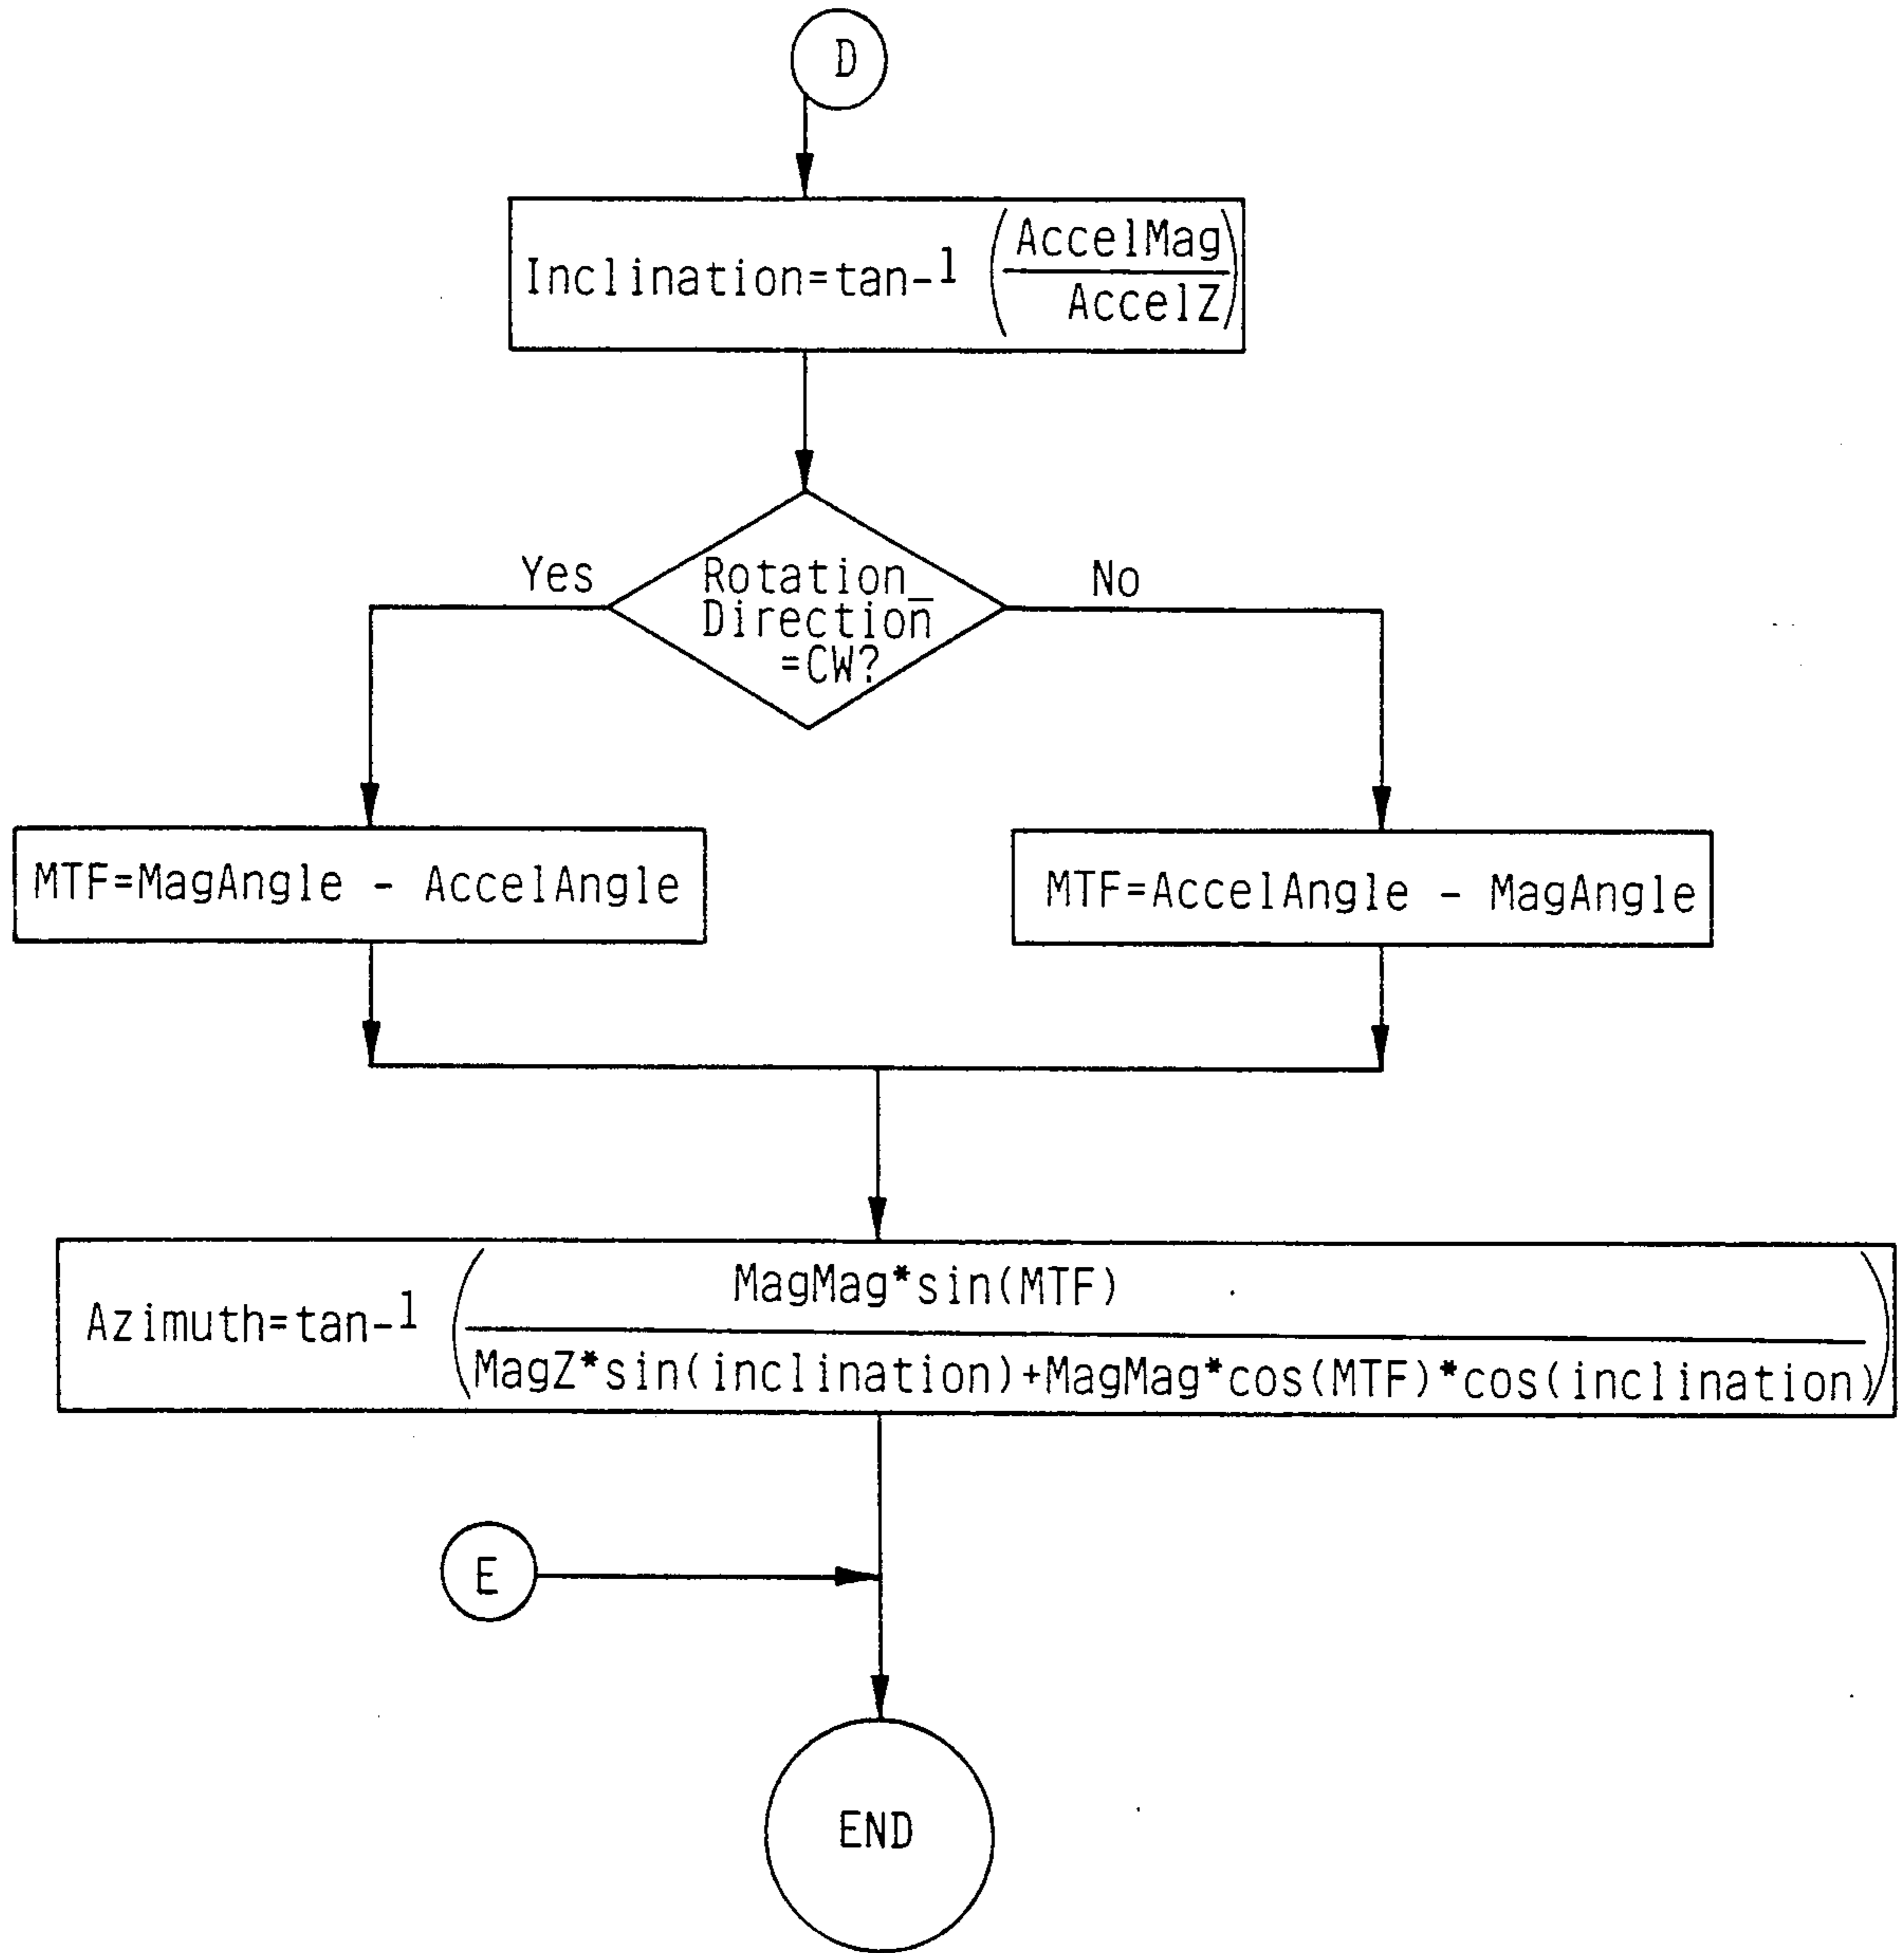 D
Inclination=tan-1 (AccelMag/AccelZ)
Yes
Rotation_
Direction
=CW?
No
MTF=MagAngle - AccelAngle
MTF=AccelAngle - MagAngle
MagMag*sin(MTF)
Azimuth=tan-1
MagZ*sin(inclination)+MagMag*cos(MTF)*cos(inclination)
E
END